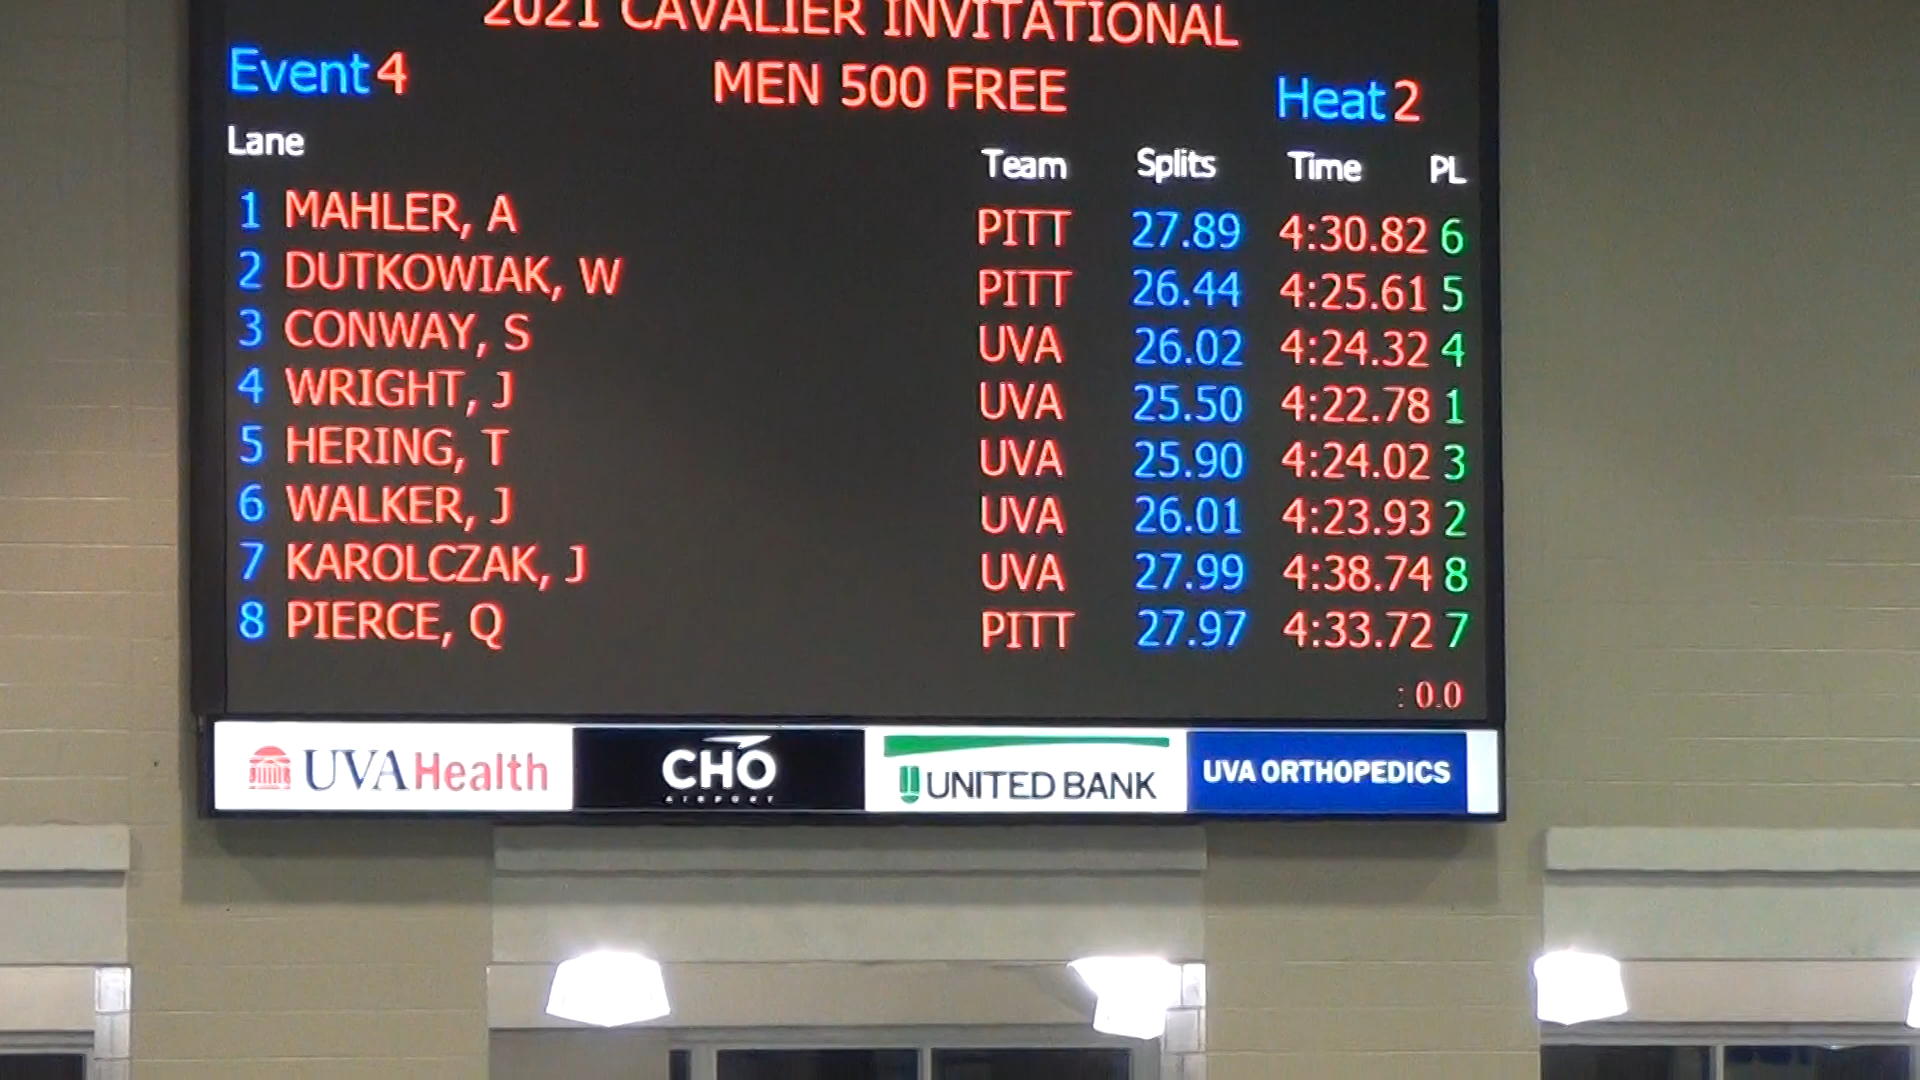 2021 CAVALIER INVITATIONAL
Event 4 MEN 500 FREE Heat 2
Lane Team Splits Time PL
1 MAHLER, A PITT 27.89 4:30.82 6
2 DUTKOWIAK, W PITT 26.44 4:25.61 5
3 CONWAY, S UVA 26.02 4:24.32 4
4 WRIGHT, J UVA 25.50 4:22.78 1
5 HERING, T UVA 25.90 4:24.02 3
6 WALKER, J UVA 26.01 4:23.93 2
7 KAROLCZAK, J UVA 27.99 4:38.74 8
8 PIERCE, Q PITT 27.97 4:33.72 7
: 0.0
UVA Health CHO AIRPORT UNITED BANK UVA ORTHOPEDICS